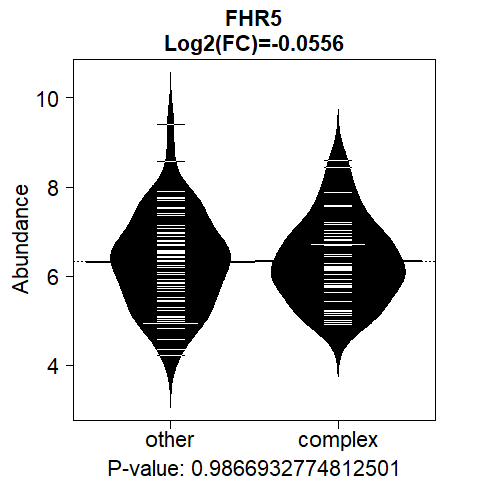 FHR5
Log2(FC)=-0.0556
Abundance
10
8
6
4
other complex
P-value: 0.9866932774812501